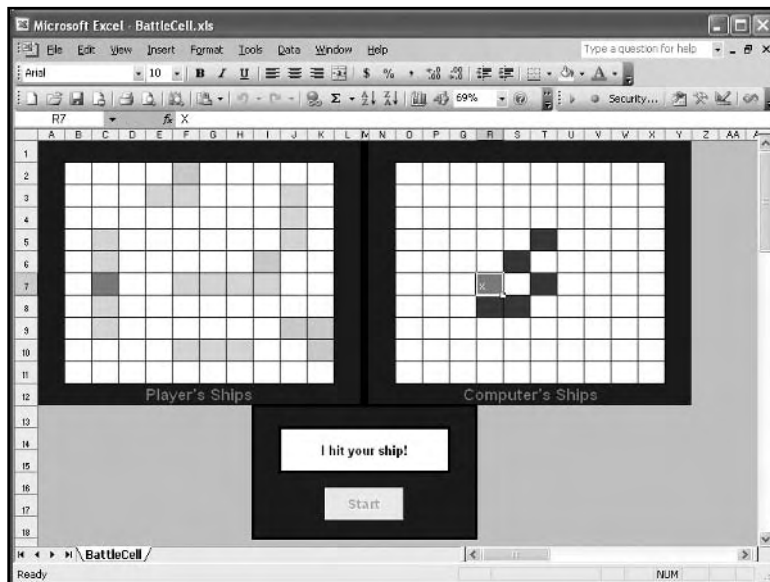 Microsoft Excel - BattleCell.xls
File Edit View Insert Format Tools Data Window Help Type a question for help
Arial 10 B I U $ % ,
Σ 69% Security...
R7 fx X
A B C D E F G H I J K L M N O P Q R S T U V W X Y Z AA
1
2
3
4
5
6
7 X
8
9
10
11
12 Player's Ships Computer's Ships
13
14 I hit your ship!
15
16
17 Start
18
BattleCell
Ready NUM